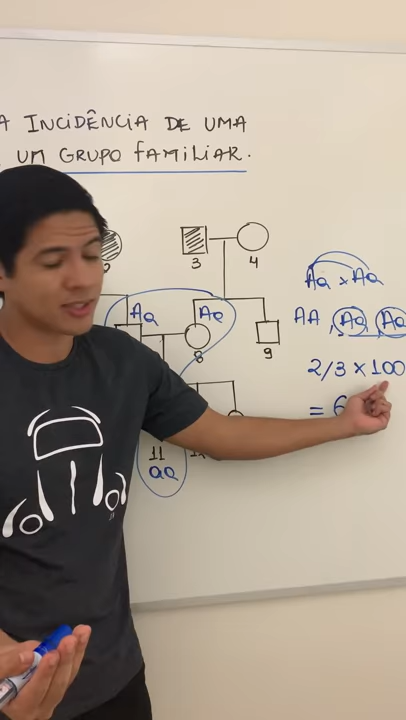 A INCIDÊNCIA DE UMA
UM GRUPO FAMILIAR.
3
4
Aa x Aa
Aa
Aa
AA, Aa Aa
8
9
2/3 x 100
= 6
11
aa